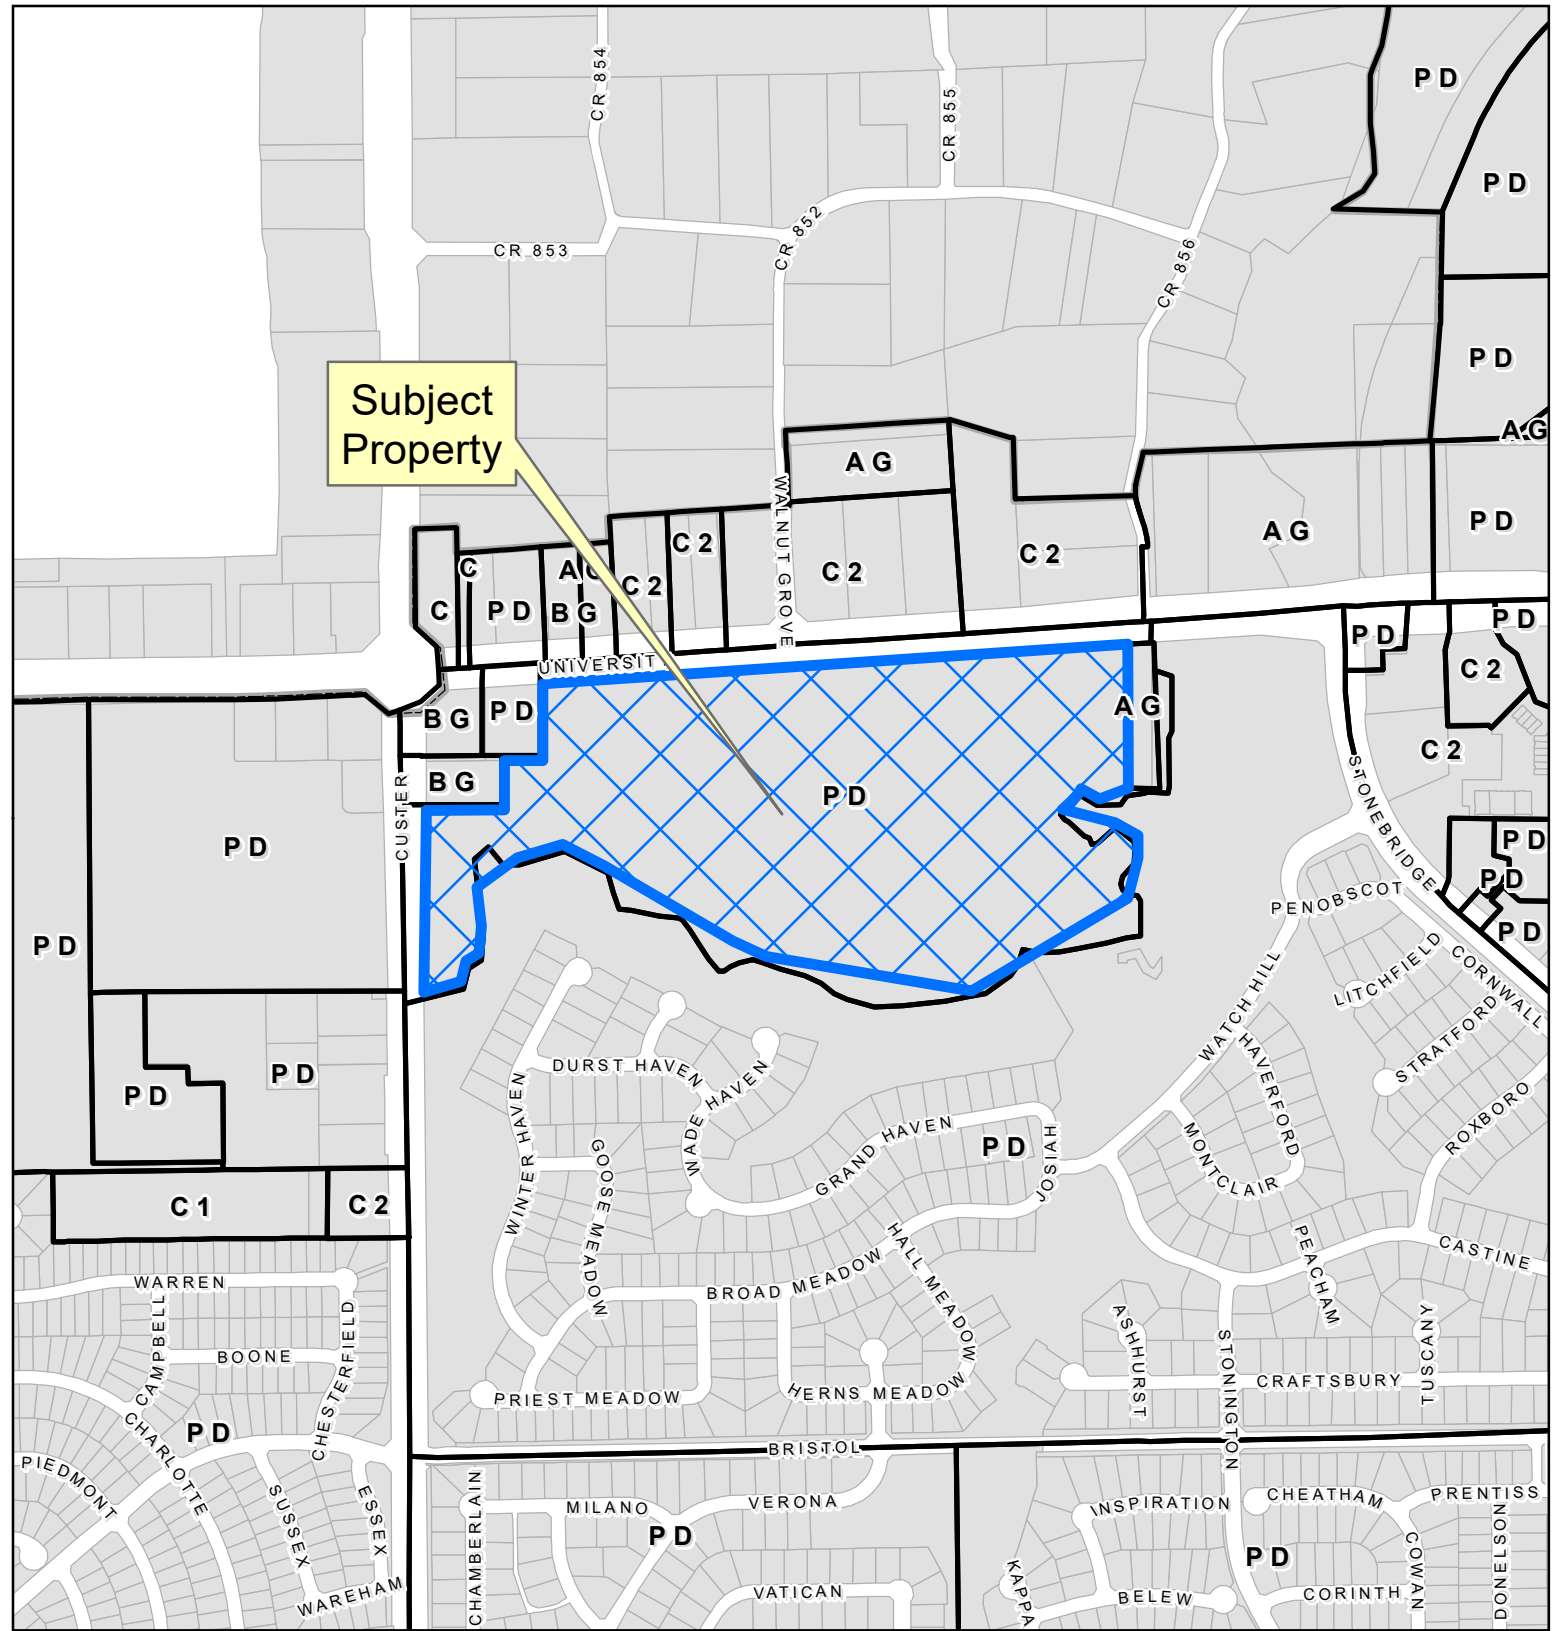 CR 854
CR 855
PD
PD
CR 852
CR 853
CR 856
PD
Subject
Property
AG
AG
WALNUT GROVE
PD
AG
C2
C2
C
AG
C2
C2
C
PD
BG
PD
PD
UNIVERSIT
C2
AG
BG
PD
C2
STONEBRIDGE
BG
PD
CUSTER
PD
PD
PD
PENOBSCOT
PD
PD
LITCHFIELD
CORNWALL
WATCH HILL
STRATFORD
DURST HAVEN
WADE HAVEN
WINTER HAVEN
HAVERFORD
PD
PD
ROXBORO
GRAND HAVEN
PD
JOSIAH
MONTCLAIR
GOOSE MEADOW
C1
C2
HALL MEADOW
PEACHAM
CASTINE
WARREN
BROAD MEADOW
CAMPBELL
CHESTERFIELD
BOONE
ASHHURST
STONINGTON
TUSCANY
CRAFTSBURY
PRIEST MEADOW
HERNS MEADOW
PD
CHARLOTTE
BRISTOL
PIEDMONT
SUSSEX
ESSEX
CHAMBERLAIN
MILANO
VERONA
INSPIRATION
CHEATHAM
PRENTISS
PD
PD
COWAN
DONELSON
KAPPA
WAREHAM
VATICAN
BELEW
CORINTH